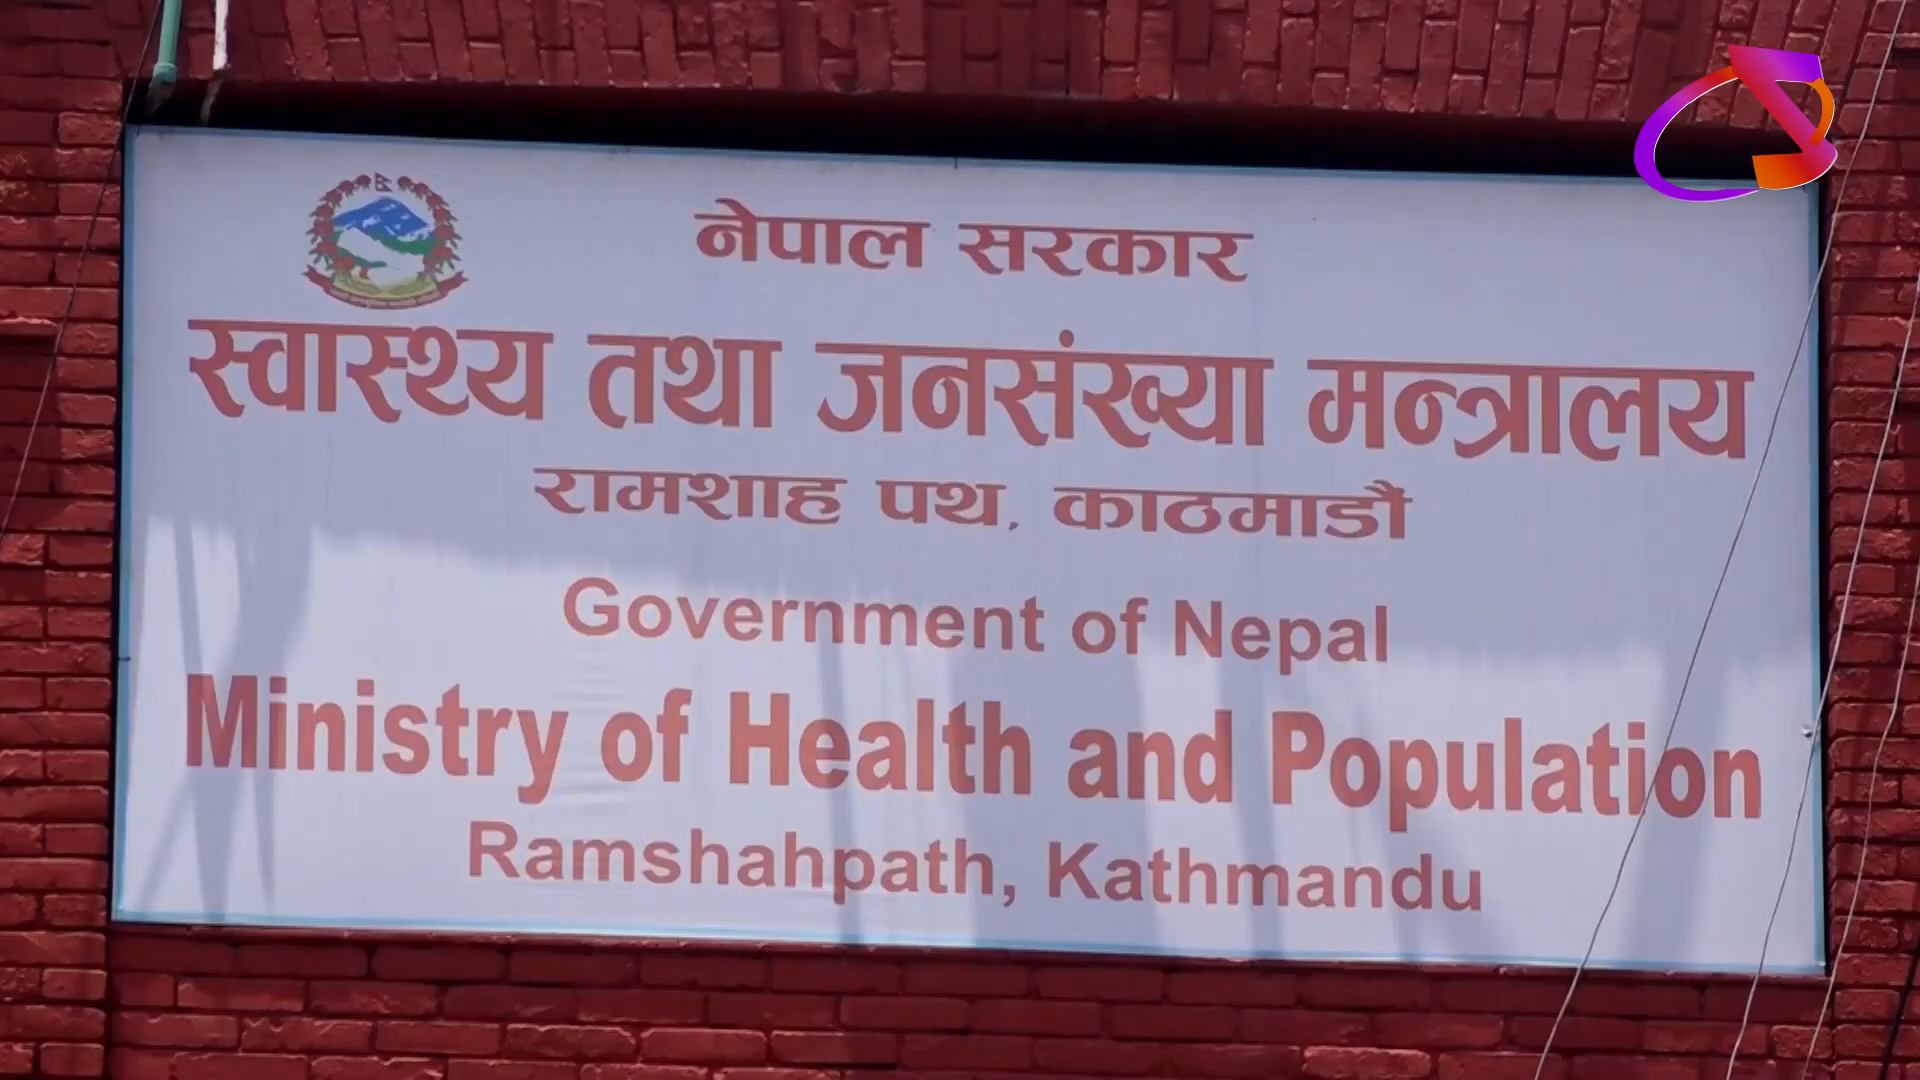 नेपाल सरकार
स्वास्थ्य तथा जनसंख्या मन्त्रालय
रामशाह पथ, काठमाडौं
Government of Nepal
Ministry of Health and Population
Ramshahpath, Kathmandu